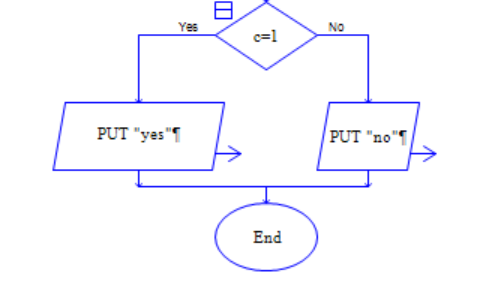 Yes
c=1
No
PUT "yes"¶
PUT "no"¶
End